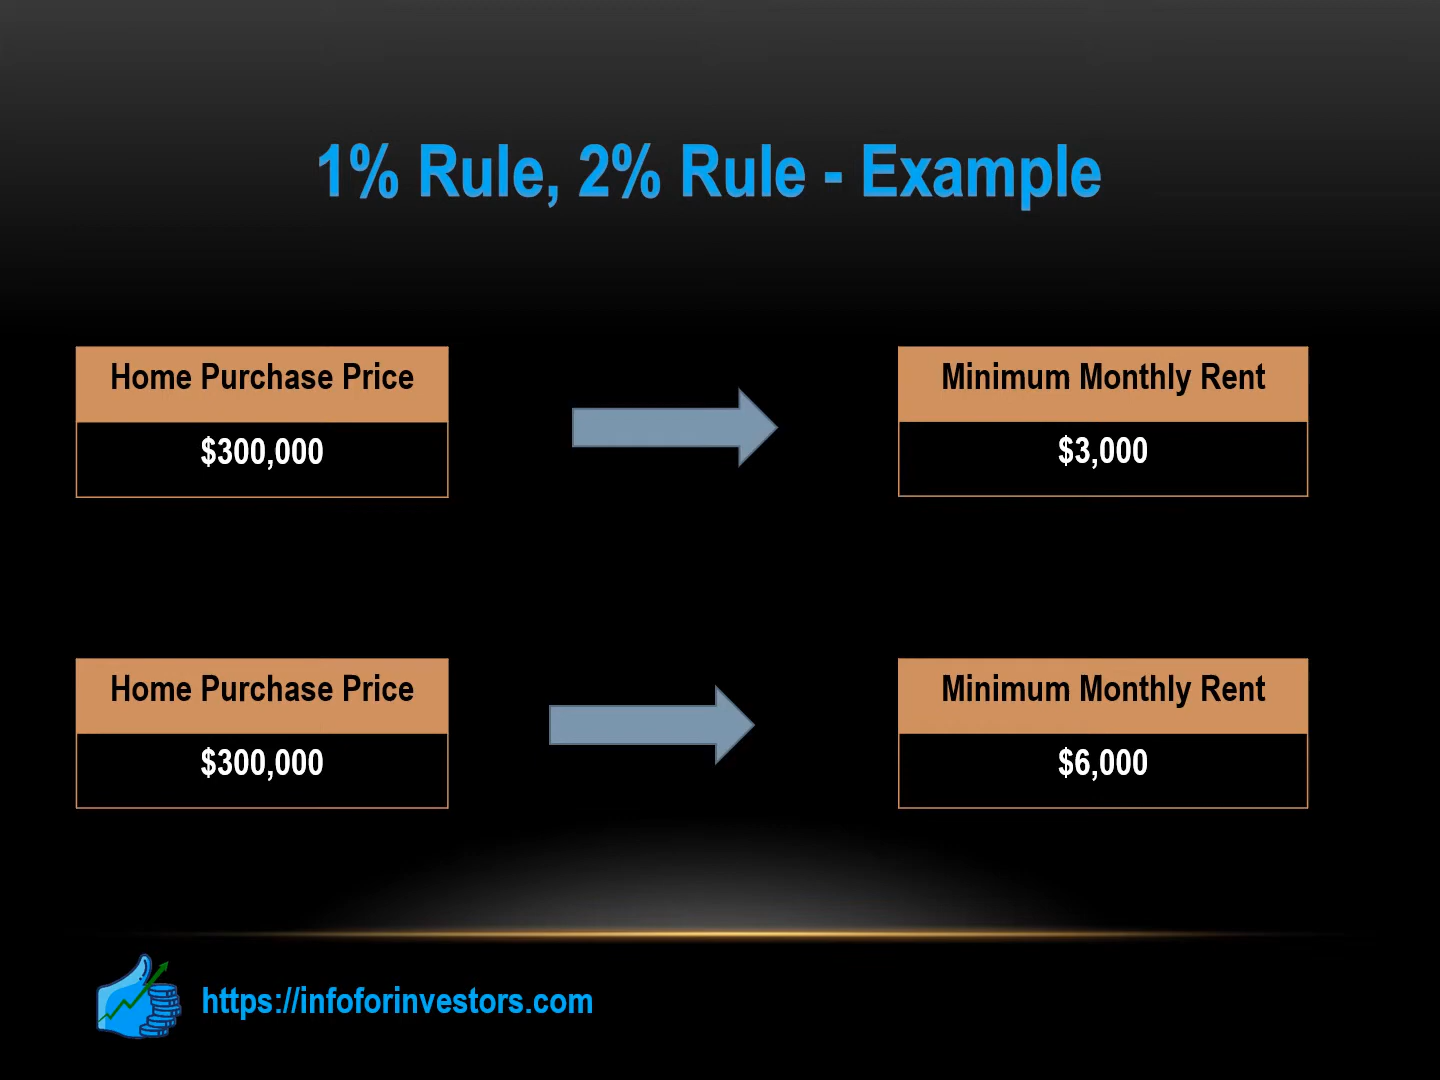 1% Rule, 2% Rule - Example
Home Purchase Price
$300,000
Minimum Monthly Rent
$3,000
Home Purchase Price
$300,000
Minimum Monthly Rent
$6,000
https://infoforinvestors.com